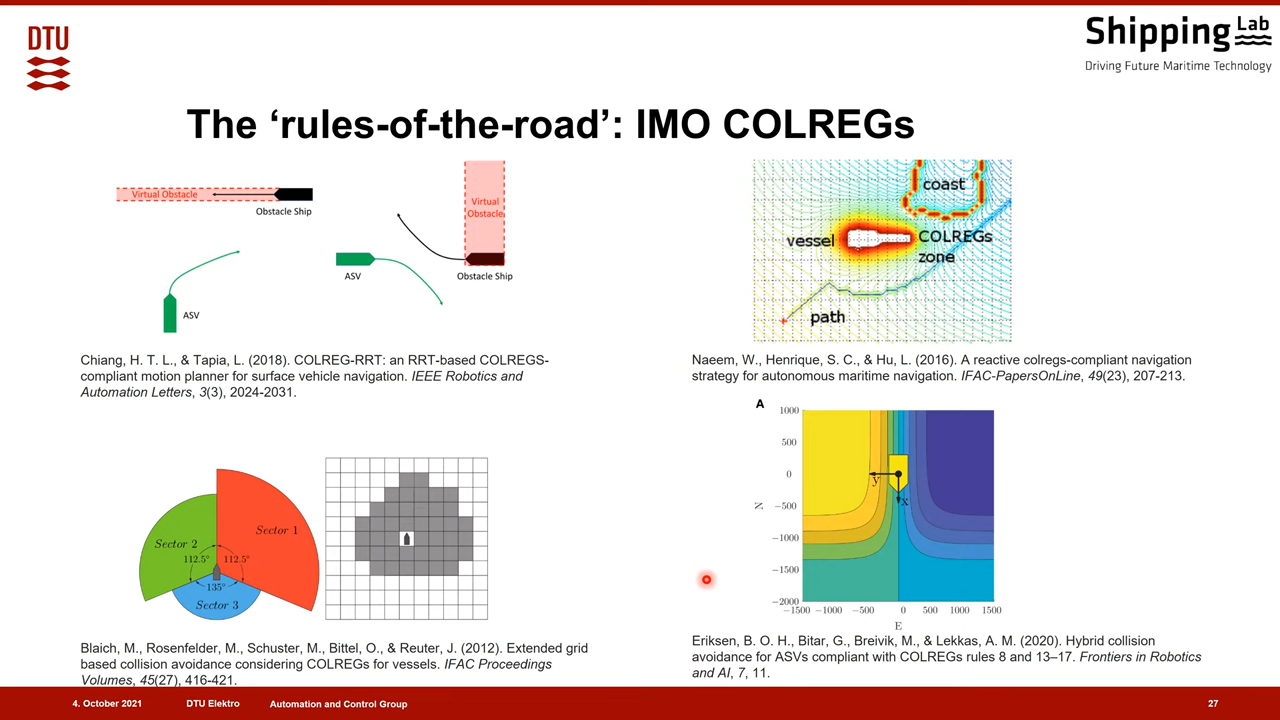 DTU
Shipping Lab
Driving Future Maritime Technology
The ‘rules-of-the-road’: IMO COLREGs
Virtual Obstacle
Obstacle Ship
ASV
Virtual
Obstacle
ASV
Obstacle Ship
Chiang, H. T. L., & Tapia, L. (2018). COLREG-RRT: an RRT-based COLREGS-
compliant motion planner for surface vehicle navigation. IEEE Robotics and
Automation Letters, 3(3), 2024-2031.
coast
vessel
COLREGs
zone
path
Naeem, W., Henrique, S. C., & Hu, L. (2016). A reactive colregs-compliant navigation
strategy for autonomous maritime navigation. IFAC-PapersOnLine, 49(23), 207-213.
Sector 1
Sector 2
112.5° 112.5°
135°
Sector 3
Blaich, M., Rosenfelder, M., Schuster, M., Bittel, O., & Reuter, J. (2012). Extended grid
based collision avoidance considering COLREGs for vessels. IFAC Proceedings
Volumes, 45(27), 416-421.
A
1000
500
0
−500
−1000
−1500
−2000
N
y
x
−1500 −1000 −500 0 500 1000 1500
E
Eriksen, B. O. H., Bitar, G., Breivik, M., & Lekkas, A. M. (2020). Hybrid collision
avoidance for ASVs compliant with COLREGs rules 8 and 13–17. Frontiers in Robotics
and AI, 7, 11.
4. October 2021 DTU Elektro Automation and Control Group 27